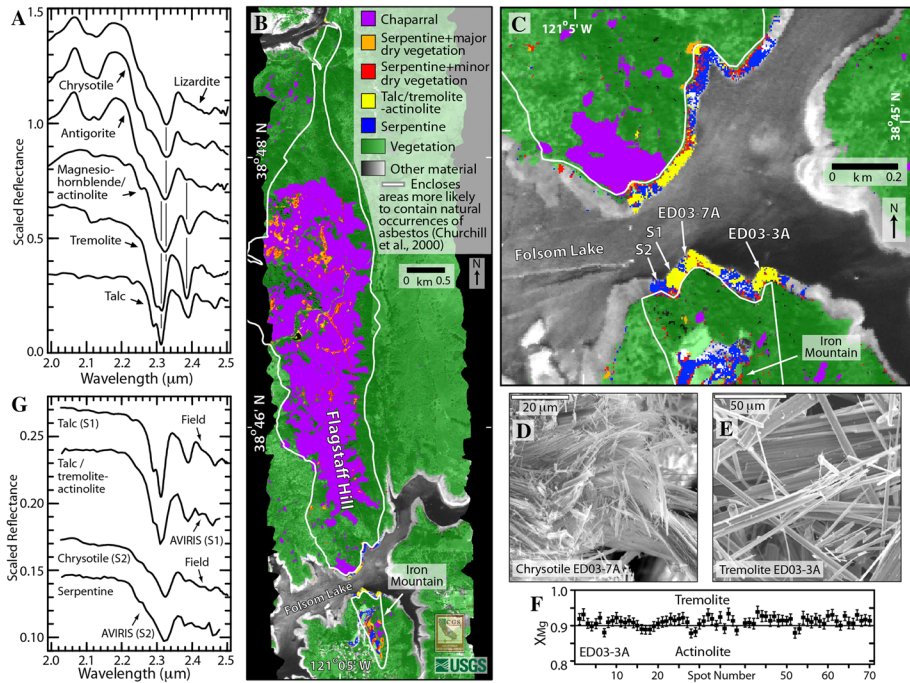 A
1.5
1.0
0.5
0.0
Scaled Reflectance
Lizardite
Chrysotile
Antigorite
Magnesio-
hornblende/
actinolite
Tremolite
Talc
2.0 2.1 2.2 2.3 2.4 2.5
Wavelength (μm)
G
0.25
0.20
0.15
0.10
Scaled Reflectance
Talc (S1)
Field
Talc /
tremolite-
actinolite
AVIRIS (S1)
Chrysotile (S2)
Field
Serpentine
AVIRIS (S2)
2.0 2.1 2.2 2.3 2.4 2.5
Wavelength (μm)
B
Chaparral
Serpentine+major
dry vegetation
Serpentine+minor
dry vegetation
Talc/tremolite
-actinolite
Serpentine
Vegetation
Other material
Encloses
areas more likely
to contain natural
occurrences of
asbestos (Churchill
et al., 2000)
0 km 0.5
N
38°48' N
38°46' N
Flagstaff Hill
Folsom Lake
Iron
Mountain
121°05' W
CGS
USGS
C
121°5' W
38°45' N
0 km 0.2
N
ED03-7A
S1
S2
ED03-3A
Folsom Lake
Iron
Mountain
20 μm
D
Chrysotile ED03-7A
50 μm
E
Tremolite ED03-3A
F
1.0
0.9
0.8
XMg
Tremolite
ED03-3A
Actinolite
10 20 30 40 50 60 70
Spot Number